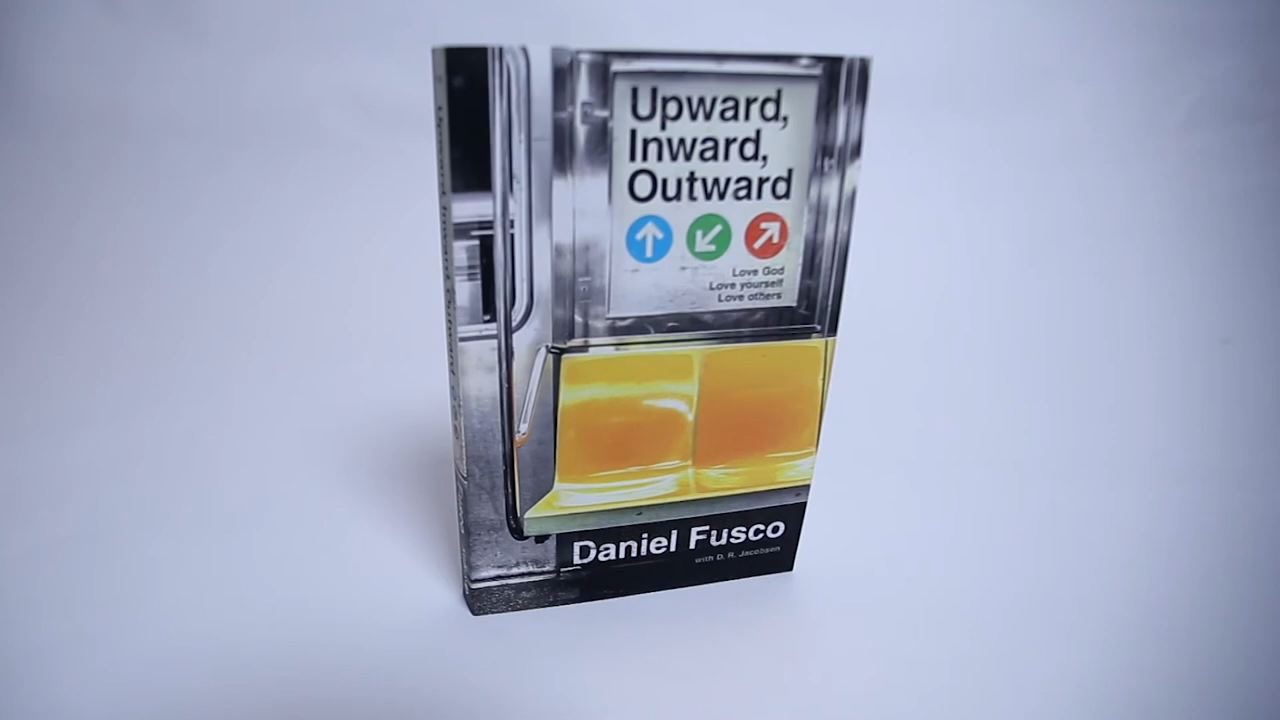 Upward,
Inward,
Outward
Love God
Love yourself
Love others
Daniel Fusco
with D. R. Jacobsen